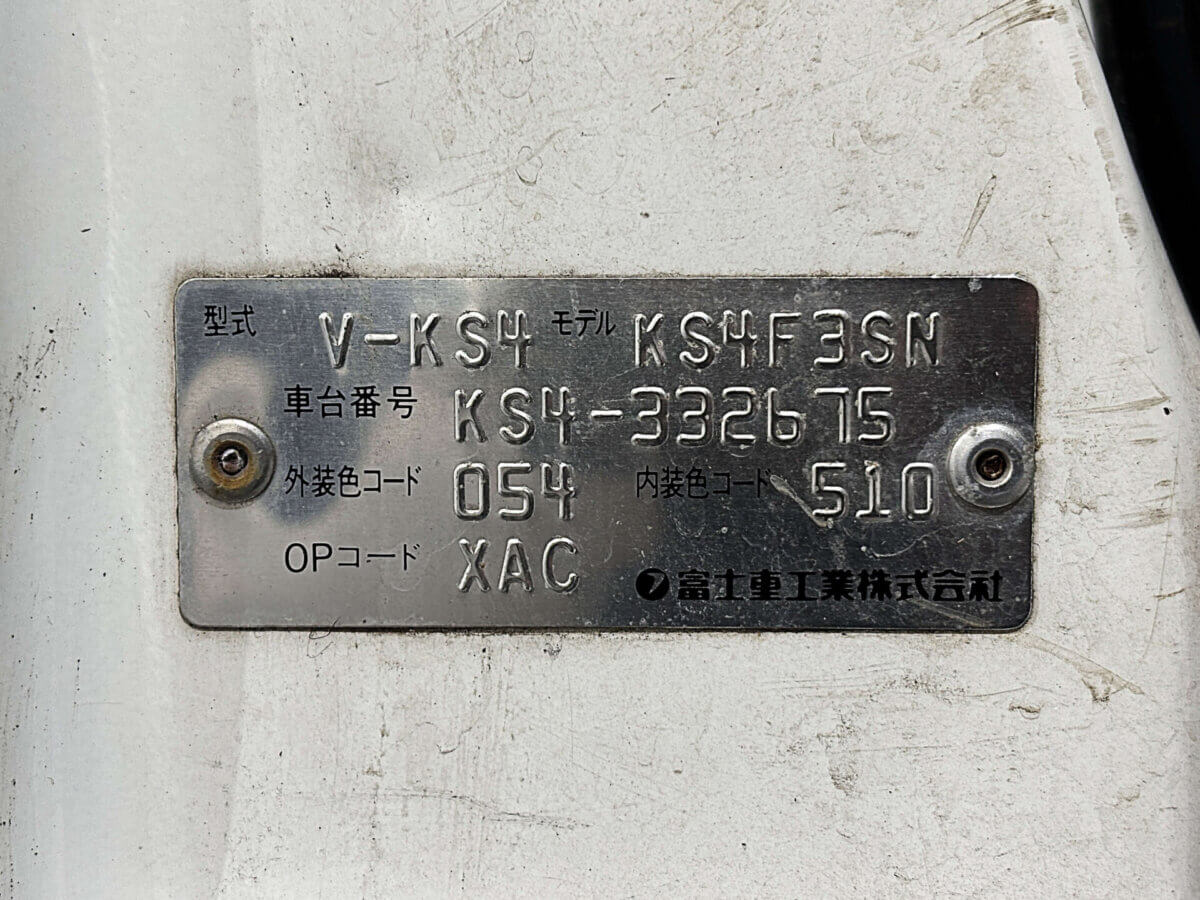 型式 V-KS4 モデル KS4F3SN
車台番号 KS4-332675
外装色コード 054 内装色コード 510
OPコード XAC
富士重工業株式会社